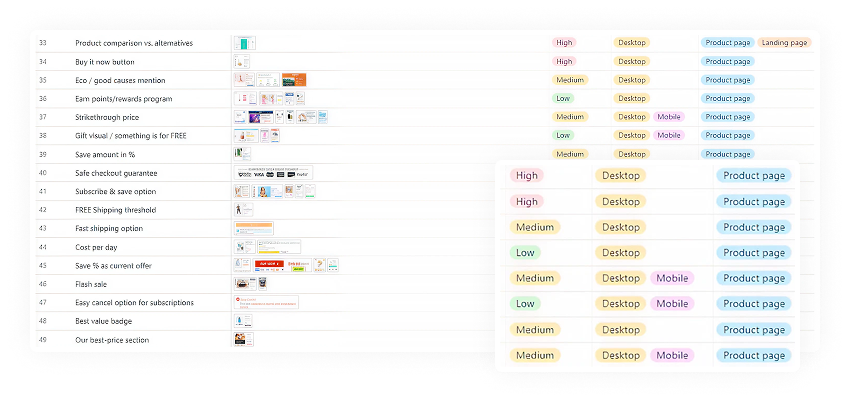 33 Product comparison vs. alternatives High Desktop Product page Landing page
34 Buy it now button High Desktop Product page
35 Eco / good causes mention Medium Desktop Product page
36 Earn points/rewards program Low Desktop Product page
37 Strikethrough price Medium Desktop Mobile Product page
38 Gift visual / something is for FREE Low Desktop Mobile Product page
39 Save amount in % Medium Desktop Product page
40 Safe checkout guarantee
41 Subscribe & save option
42 FREE Shipping threshold
43 Fast shipping option
44 Cost per day
45 Save % as current offer
46 Flash sale
47 Easy cancel option for subscriptions
48 Best value badge
49 Our best-price section
High Desktop Product page
High Desktop Product page
Medium Desktop Product page
Low Desktop Product page
Medium Desktop Mobile Product page
Low Desktop Mobile Product page
Medium Desktop Product page
Medium Desktop Mobile Product page